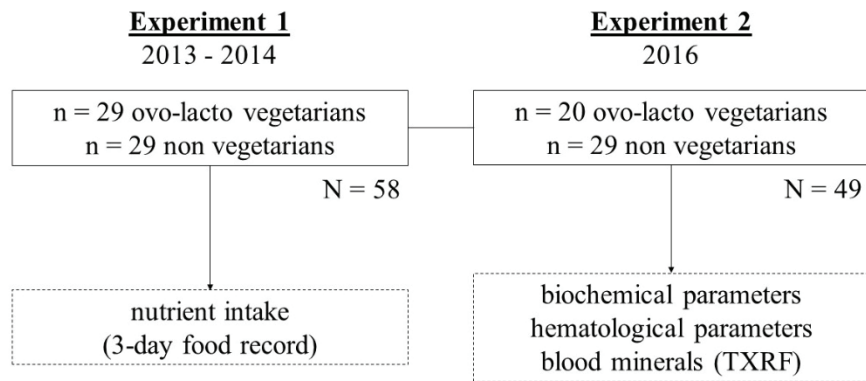 Experiment 1
2013 - 2014
n = 29 ovo-lacto vegetarians
n = 29 non vegetarians
N = 58
nutrient intake
(3-day food record)
Experiment 2
2016
n = 20 ovo-lacto vegetarians
n = 29 non vegetarians
N = 49
biochemical parameters
hematological parameters
blood minerals (TXRF)